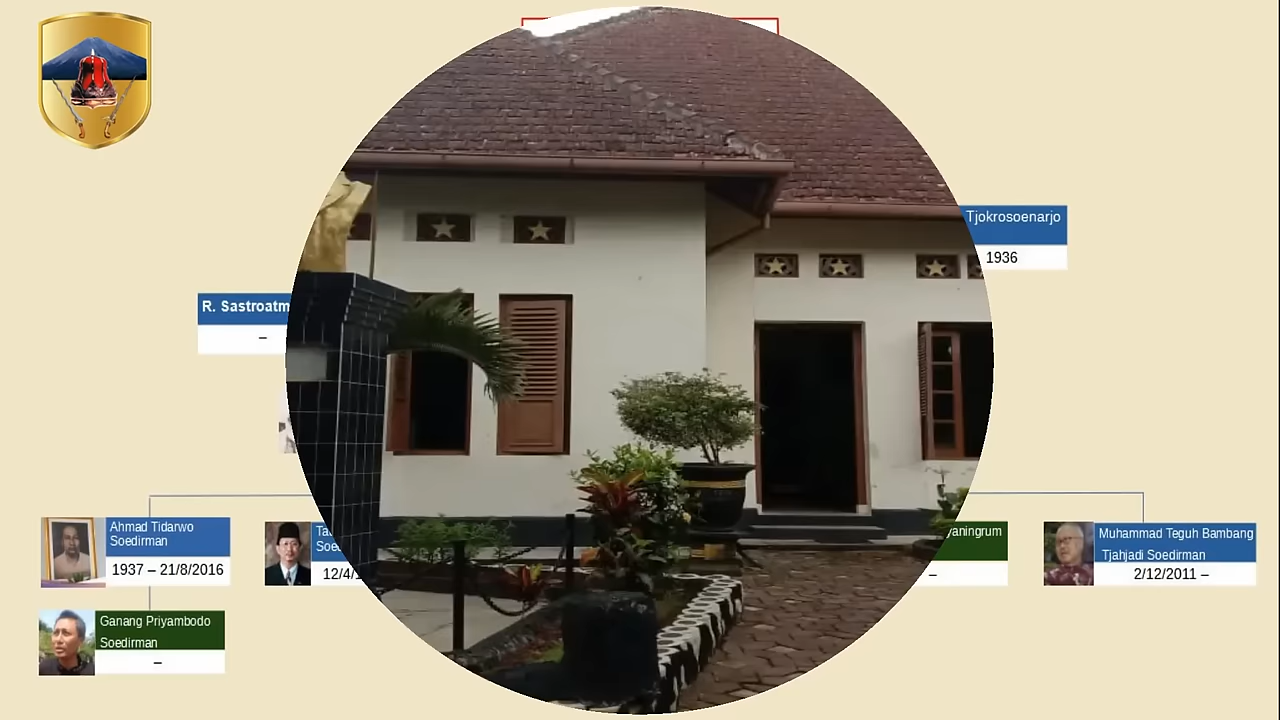 Tjokrosoenarjo
1936
R. Sastroatm
–
Ahmad Tidarwo
Soedirman
1937 – 21/8/2016
12/4/1
yaningrum
–
Muhammad Teguh Bambang
Tjahjadi Soedirman
2/12/2011 –
Ganang Priyambodo
Soedirman
–